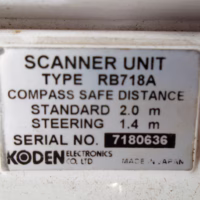 SCANNER UNIT
TYPE RB718A
COMPASS SAFE DISTANCE
STANDARD 2.0 m
STEERING 1.4 m
SERIAL NO. 7180636
KODEN ELECTRONICS CO. LTD MADE IN JAPAN